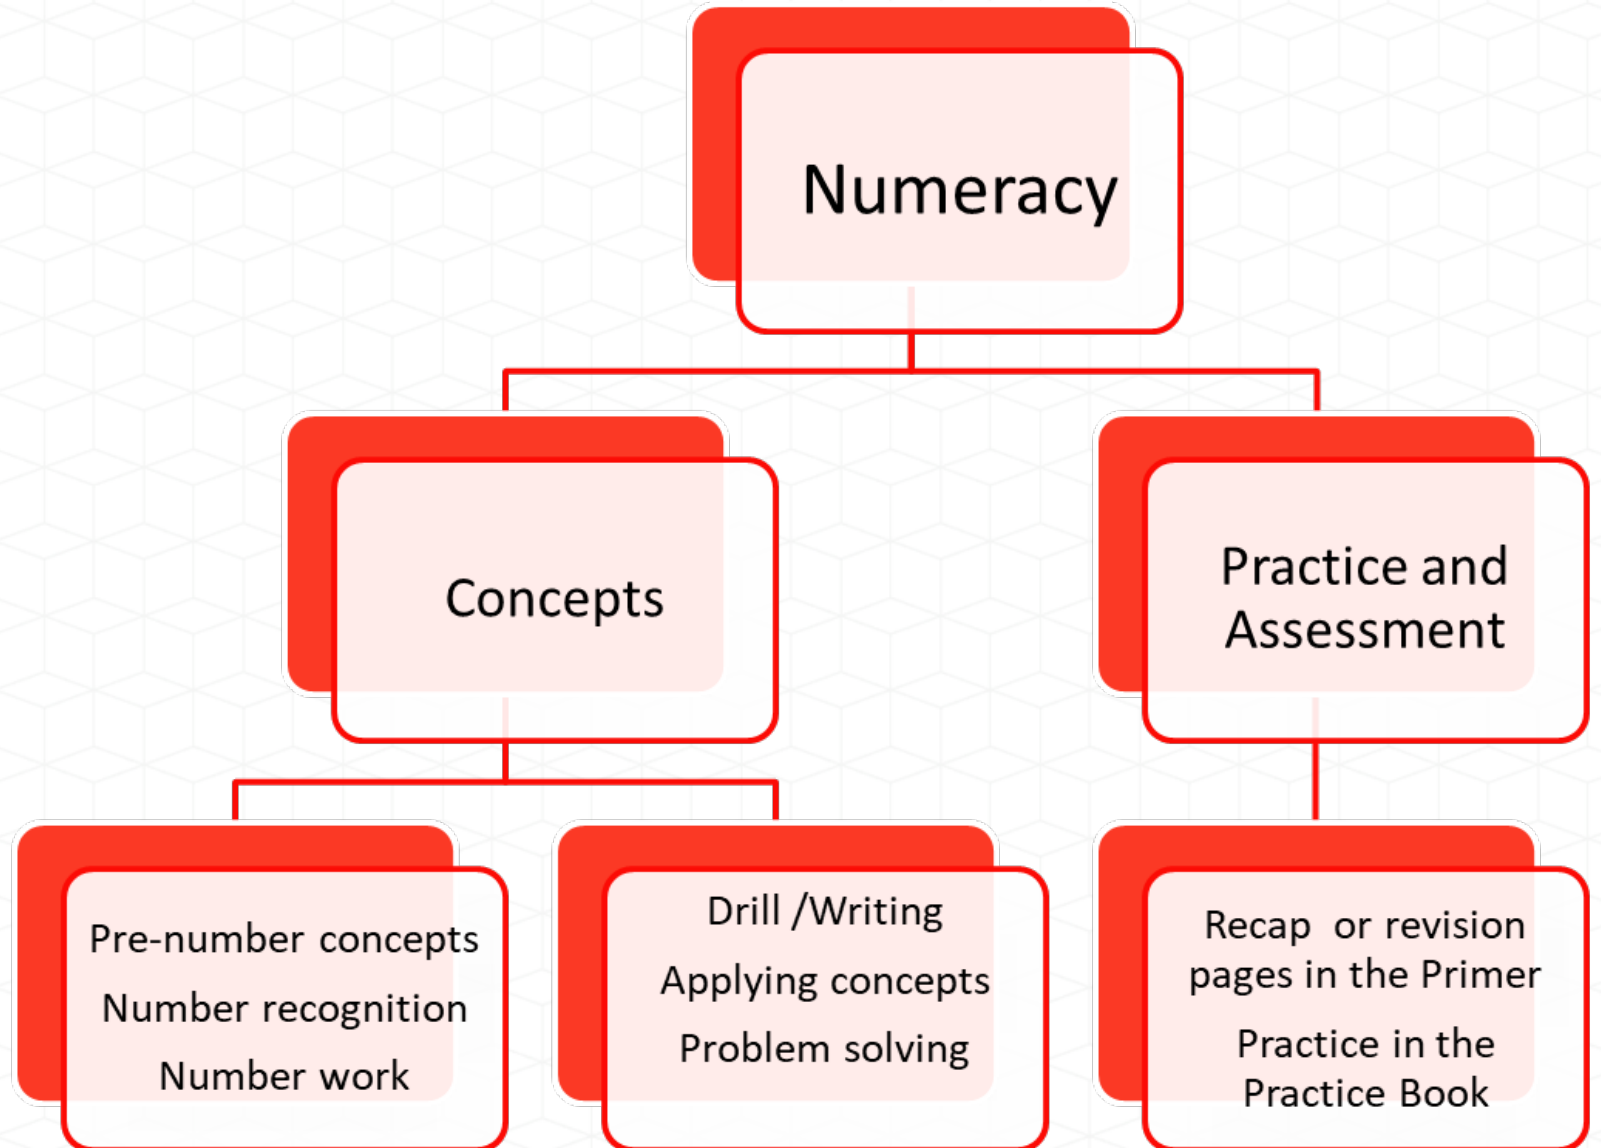 Numeracy
Concepts
Practice and
Assessment
Pre-number concepts
Number recognition
Number work
Drill /Writing
Applying concepts
Problem solving
Recap or revision
pages in the Primer
Practice in the
Practice Book